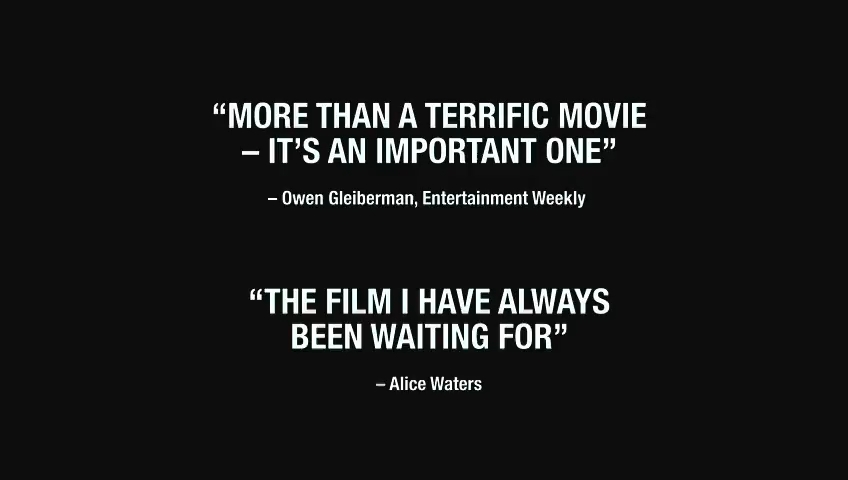 “MORE THAN A TERRIFIC MOVIE
– IT’S AN IMPORTANT ONE”
– Owen Gleiberman, Entertainment Weekly
“THE FILM I HAVE ALWAYS
BEEN WAITING FOR”
– Alice Waters